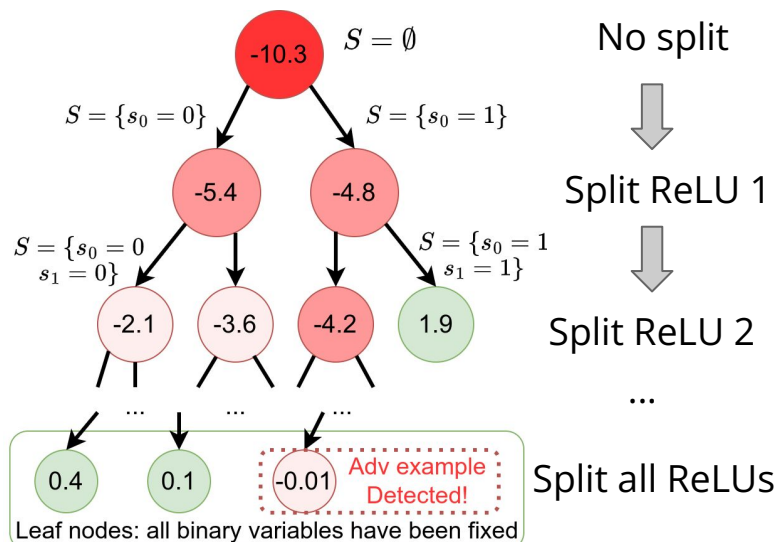 -10.3
S = ∅
No split
S = {s₀ = 0}
S = {s₀ = 1}
-5.4
-4.8
Split ReLU 1
S = {s₀ = 0
s₁ = 0}
S = {s₀ = 1
s₁ = 1}
-2.1
-3.6
-4.2
1.9
Split ReLU 2
...
...
...
...
0.4
0.1
-0.01
Adv example
Detected!
Split all ReLUs
Leaf nodes: all binary variables have been fixed